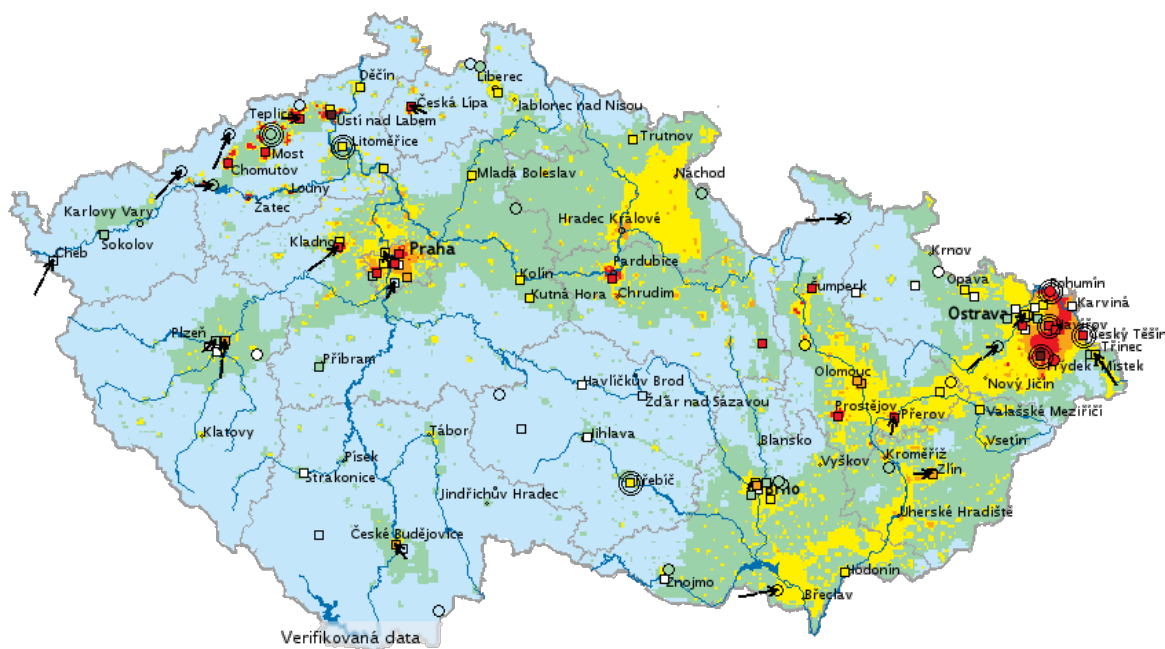 Děčín
Liberec
Česká Lípa
Jablonec nad Nisou
Teplice
Ústí nad Labem
Litoměřice
Trutnov
Most
Chomutov
Mladá Boleslav
Náchod
Louny
Žatec
Karlovy Vary
Hradec Králové
Sokolov
Kladno
Praha
Cheb
Krnov
Pardubice
Kolín
Opava
Bohumín
Šumperk
Kutná Hora
Chrudim
Karviná
Ostrava
Havířov
Plzeň
Český Těšín
Třinec
Příbram
Frýdek
Místek
Olomouc
Nový Jičín
Havlíčkův Brod
Žďár nad Sázavou
Prostějov
Přerov
Valašské Meziříčí
Klatovy
Tábor
Jihlava
Blansko
Vsetín
Písek
Vyškov
Kroměříž
Strakonice
Zlín
Třebíč
Brno
Jindřichův Hradec
Uherské Hradiště
České Budějovice
Hodonín
Znojmo
Břeclav
Verifikovaná data